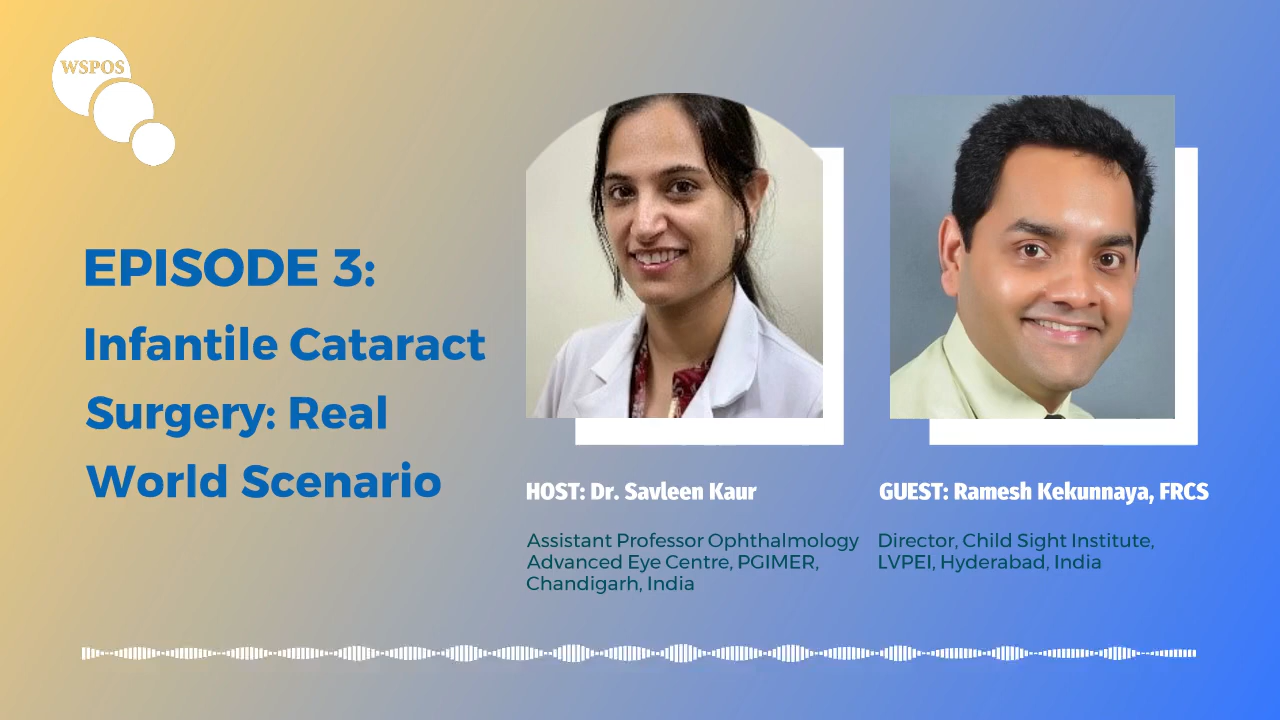 WSPOS
EPISODE 3:
Infantile Cataract
Surgery: Real
World Scenario
HOST: Dr. Savleen Kaur
Assistant Professor Ophthalmology
Advanced Eye Centre, PGIMER,
Chandigarh, India
GUEST: Ramesh Kekunnaya, FRCS
Director, Child Sight Institute,
LVPEI, Hyderabad, India